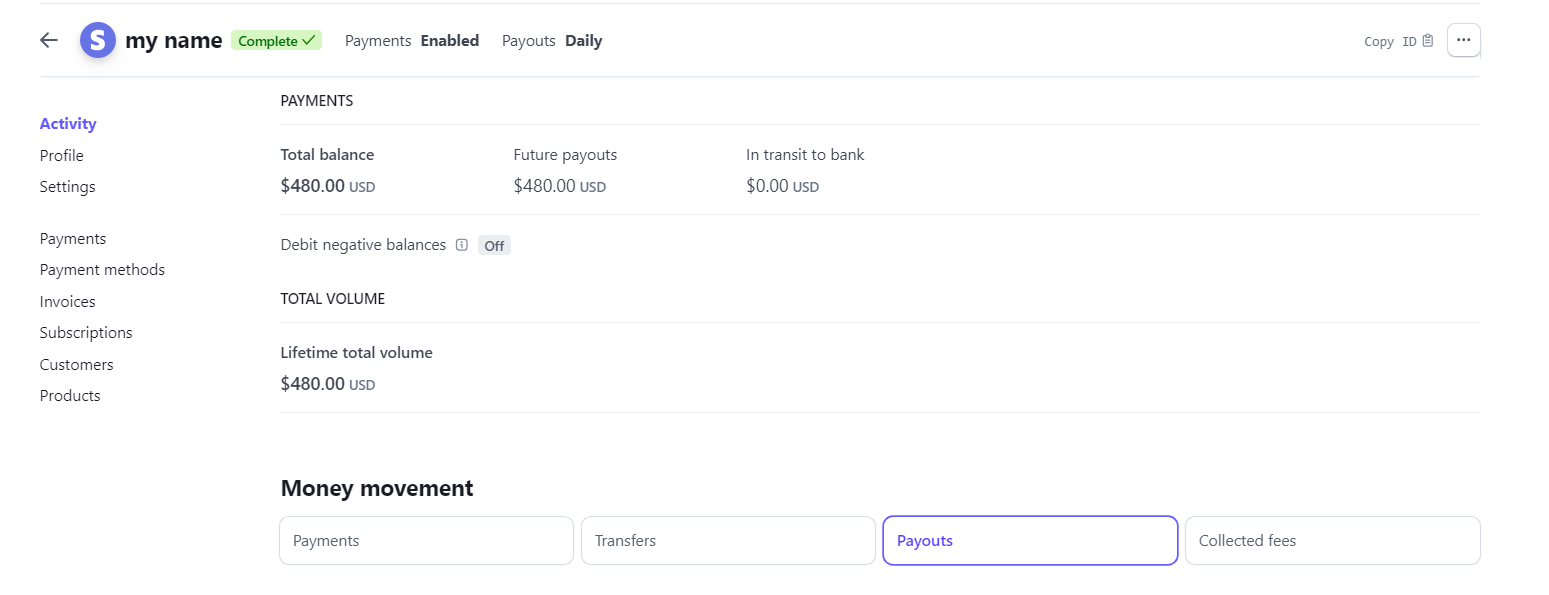 S my name Complete Payments Enabled Payouts Daily Copy ID ...
Activity
Profile
Settings
Payments
Payment methods
Invoices
Subscriptions
Customers
Products
PAYMENTS
Total balance Future payouts In transit to bank
$480.00 USD $480.00 USD $0.00 USD
Debit negative balances Off
TOTAL VOLUME
Lifetime total volume
$480.00 USD
Money movement
Payments Transfers Payouts Collected fees